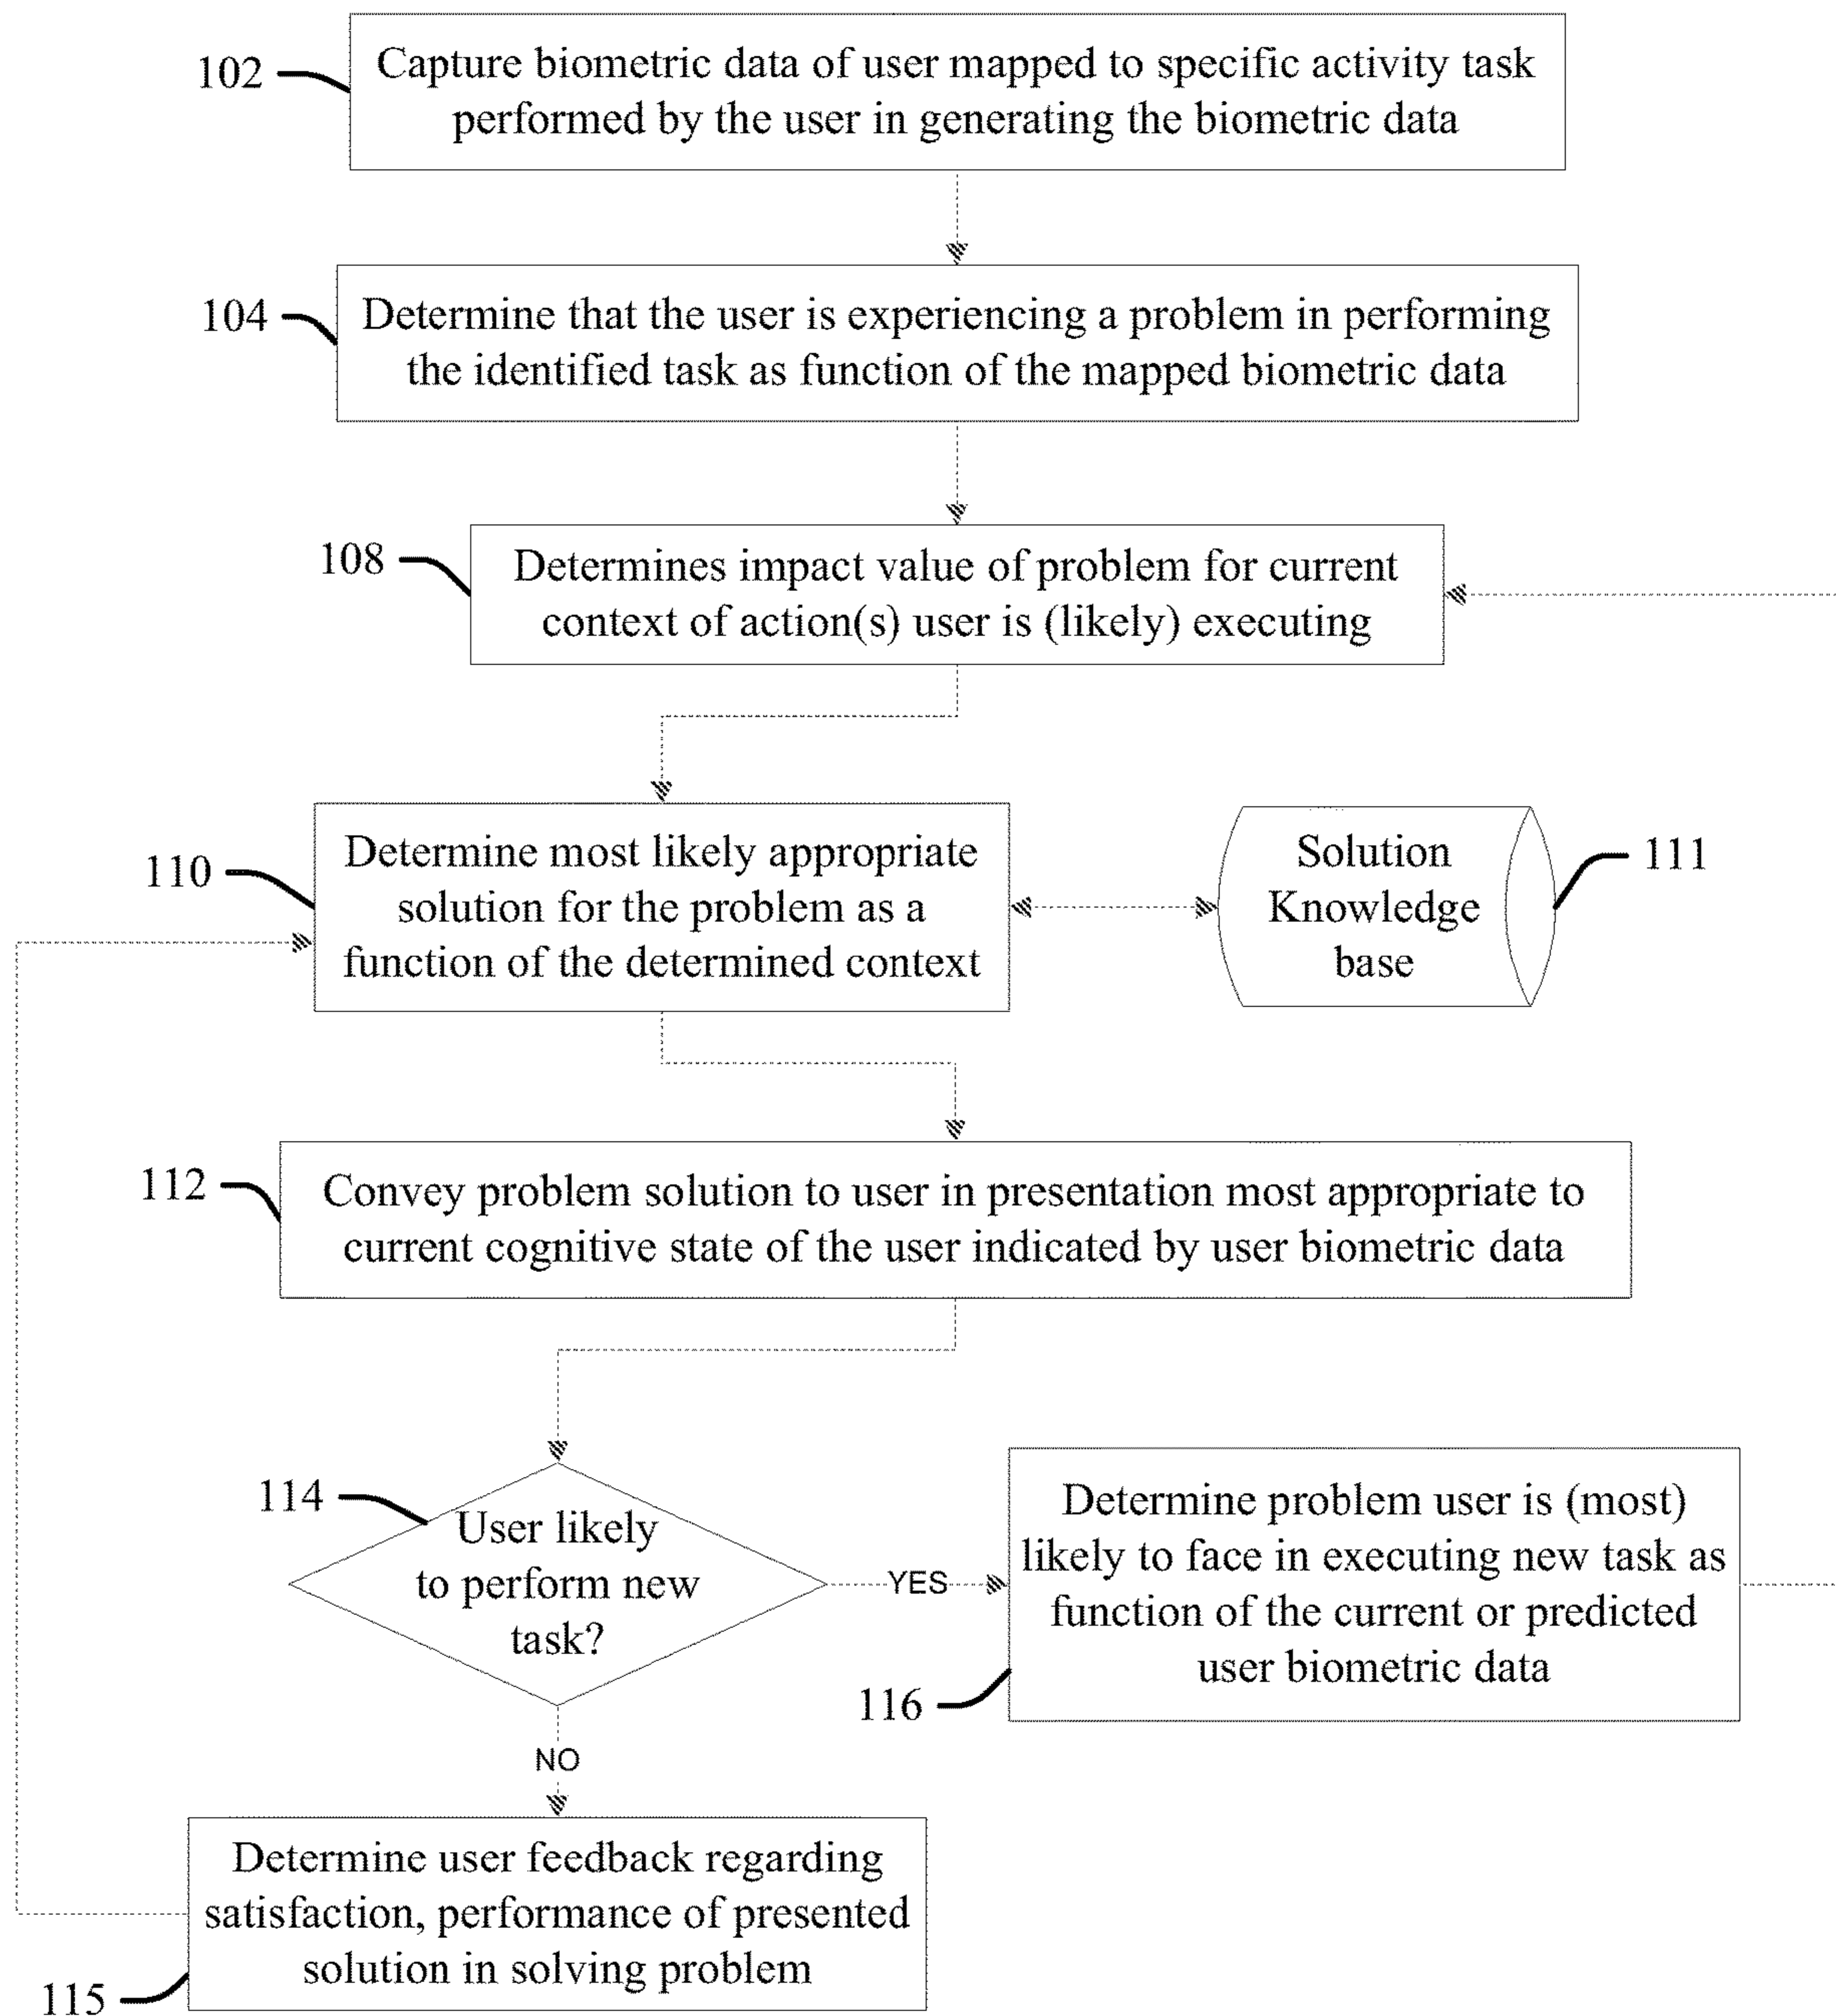 102
Capture biometric data of user mapped to specific activity task
performed by the user in generating the biometric data
104
Determine that the user is experiencing a problem in performing
the identified task as function of the mapped biometric data
108
Determines impact value of problem for current
context of action(s) user is (likely) executing
110
Determine most likely appropriate
solution for the problem as a
function of the determined context
Solution
Knowledge
base
111
112
Convey problem solution to user in presentation most appropriate to
current cognitive state of the user indicated by user biometric data
114
User likely
to perform new
task?
YES
Determine problem user is (most)
likely to face in executing new task as
function of the current or predicted
user biometric data
116
NO
Determine user feedback regarding
satisfaction, performance of presented
solution in solving problem
115